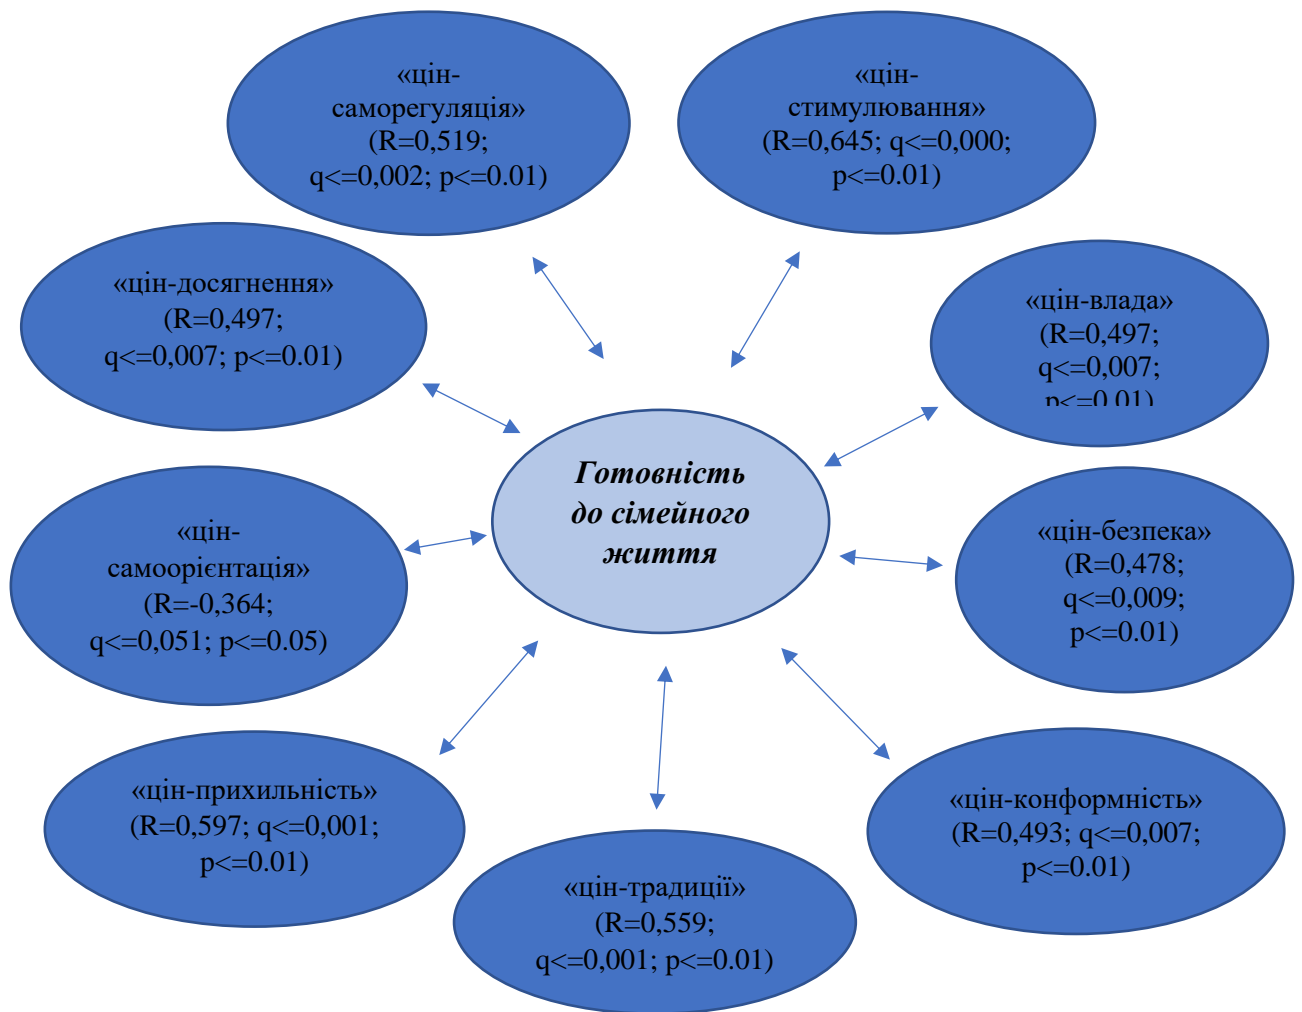 «цін-
саморегуляція»
(R=0,519;
q<=0,002; p<=0.01)
«цін-
стимулювання»
(R=0,645; q<=0,000;
p<=0.01)
«цін-досягнення»
(R=0,497;
q<=0,007; p<=0.01)
«цін-влада»
(R=0,497;
q<=0,007;
p<=0.01)
Готовність
до сімейного
життя
«цін-
самоорієнтація»
(R=-0,364;
q<=0,051; p<=0.05)
«цін-безпека»
(R=0,478;
q<=0,009;
p<=0.01)
«цін-прихильність»
(R=0,597; q<=0,001;
p<=0.01)
«цін-конформність»
(R=0,493; q<=0,007;
p<=0.01)
«цін-традиції»
(R=0,559;
q<=0,001; p<=0.01)